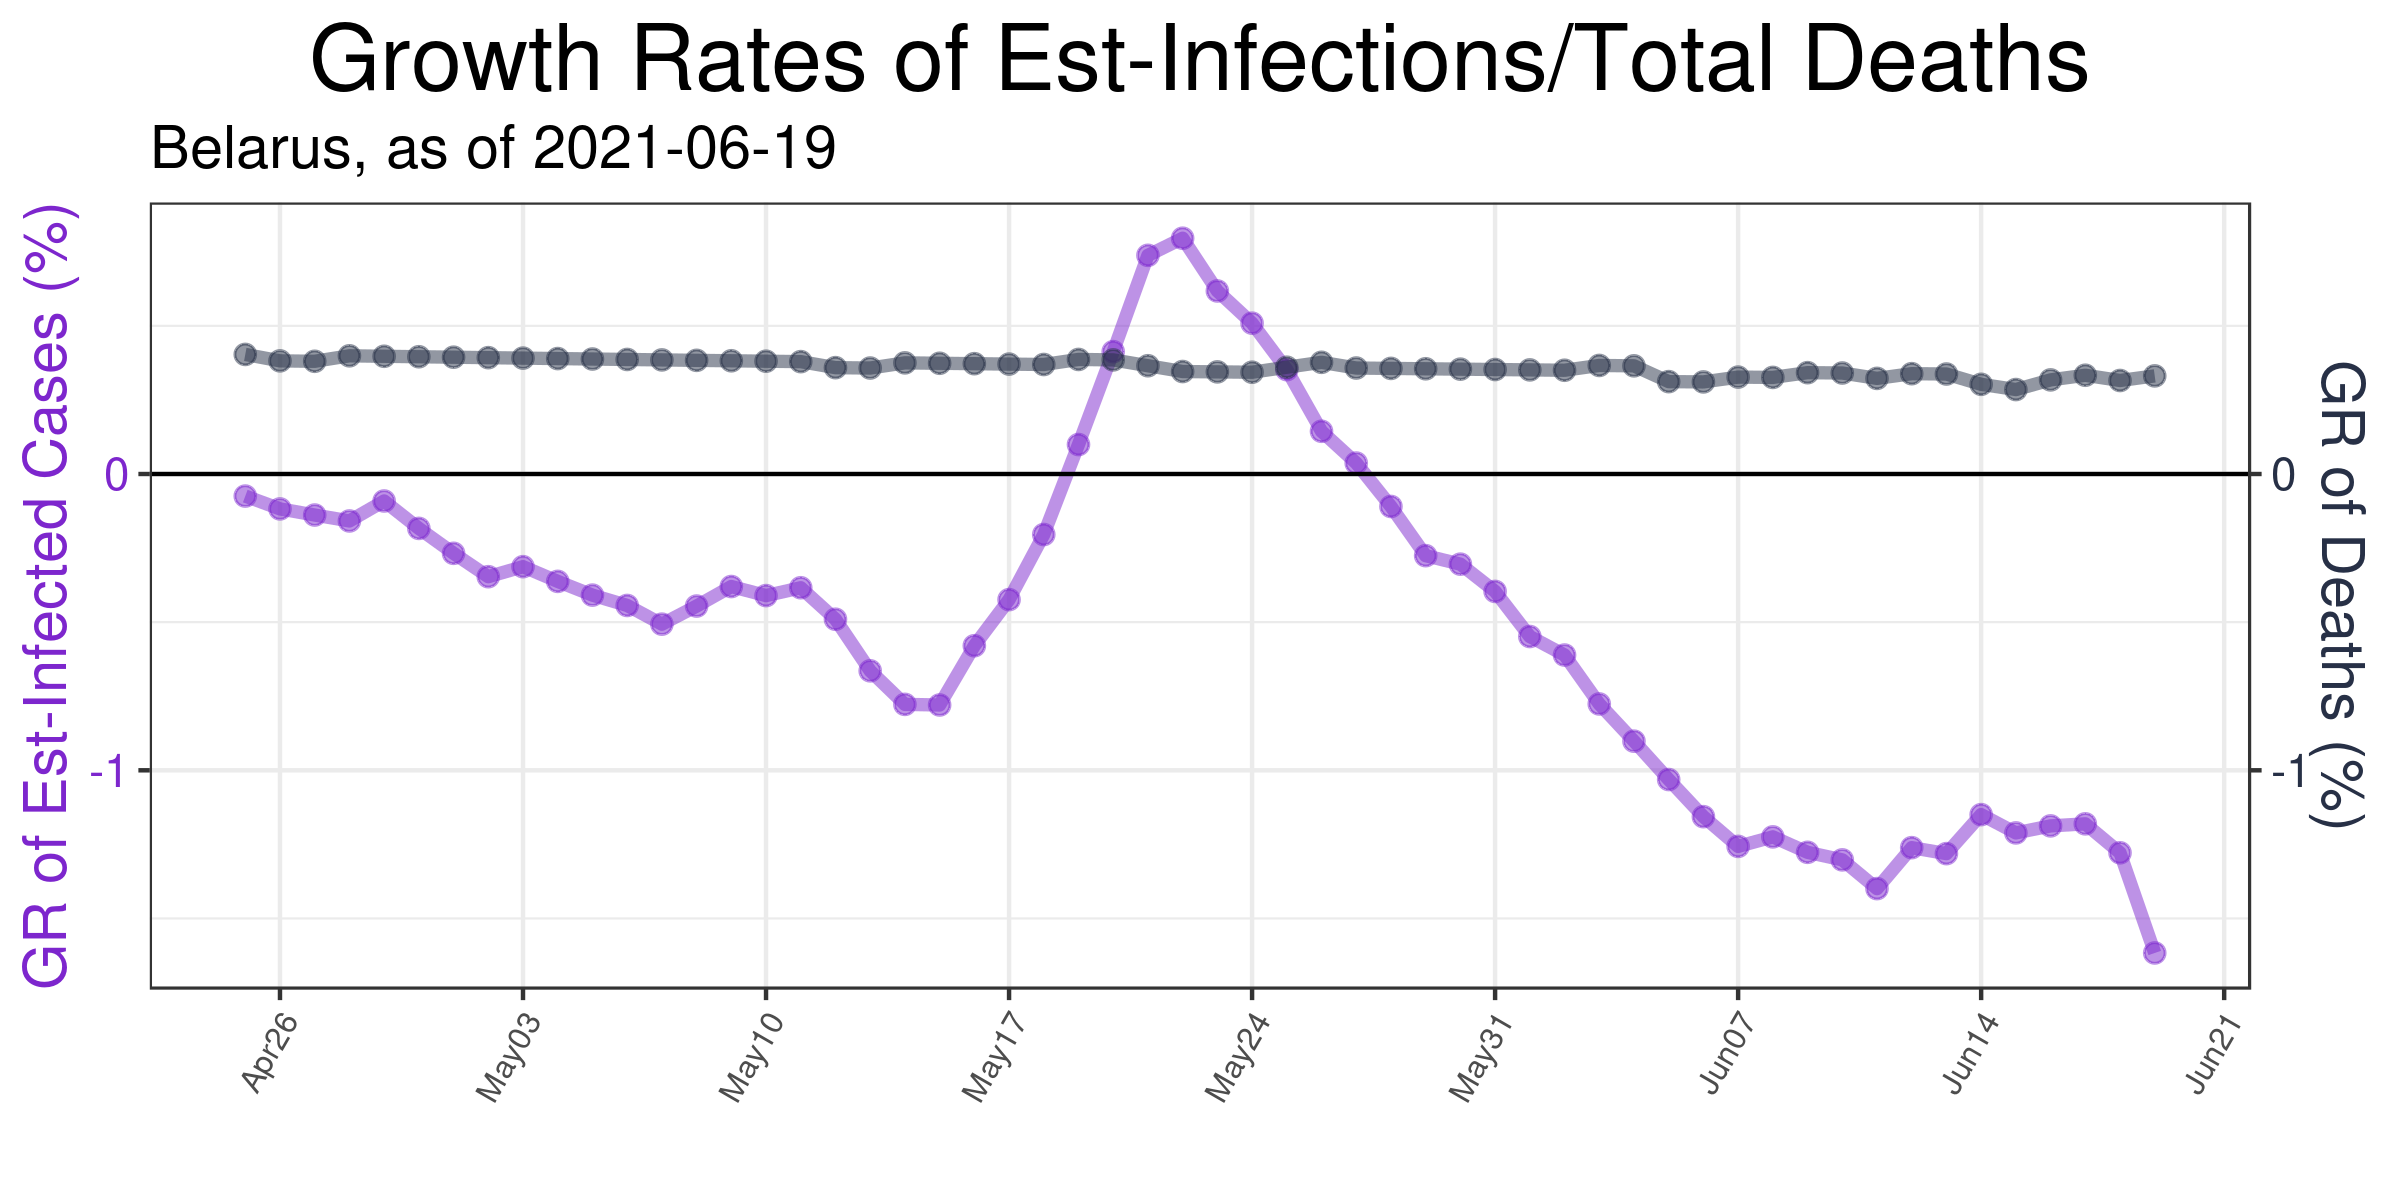 Growth Rates of Est-Infections/Total Deaths
Belarus, as of 2021-06-19
GR of Est-Infected Cases (%)
0
-1
0
-1
GR of Deaths (%)
Apr26
May03
May10
May17
May24
May31
Jun07
Jun14
Jun21